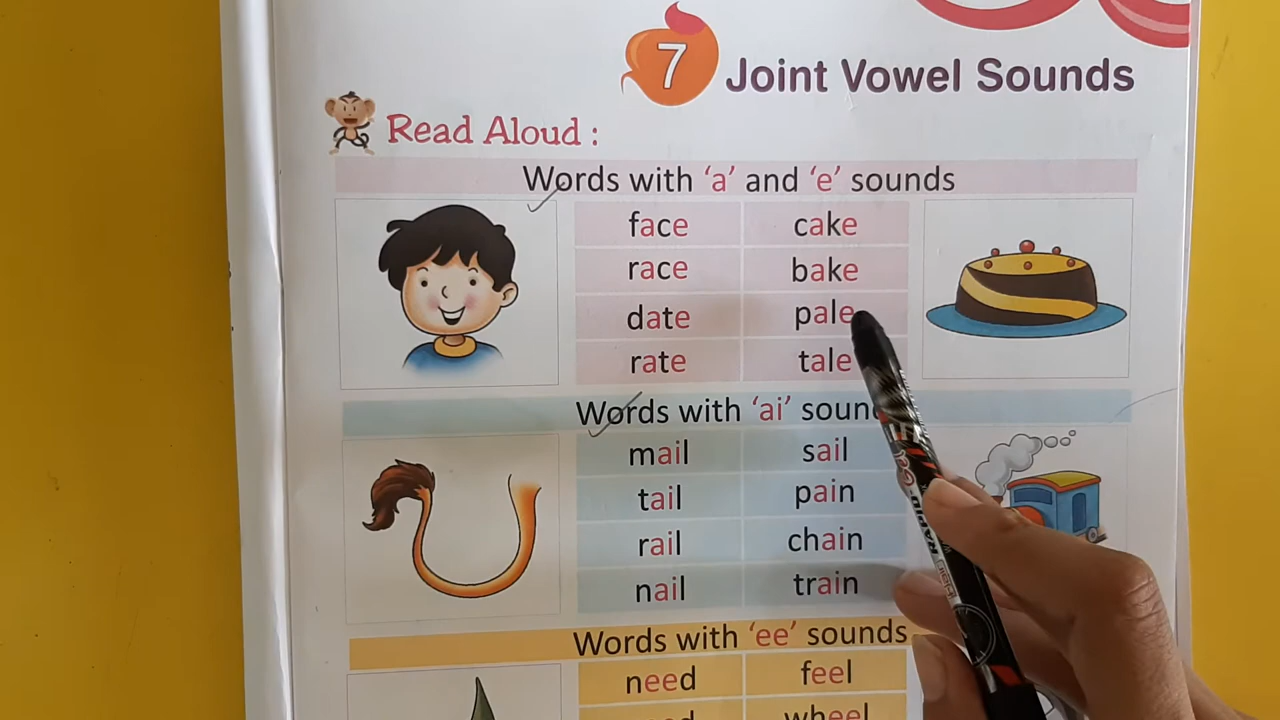 7 Joint Vowel Sounds
Read Aloud :
Words with 'a' and 'e' sounds
face cake
race bake
date pale
rate tale
Words with 'ai'
mail sail
tail pain
rail chain
nail train
Words with 'ee' sounds
need feel
wheel